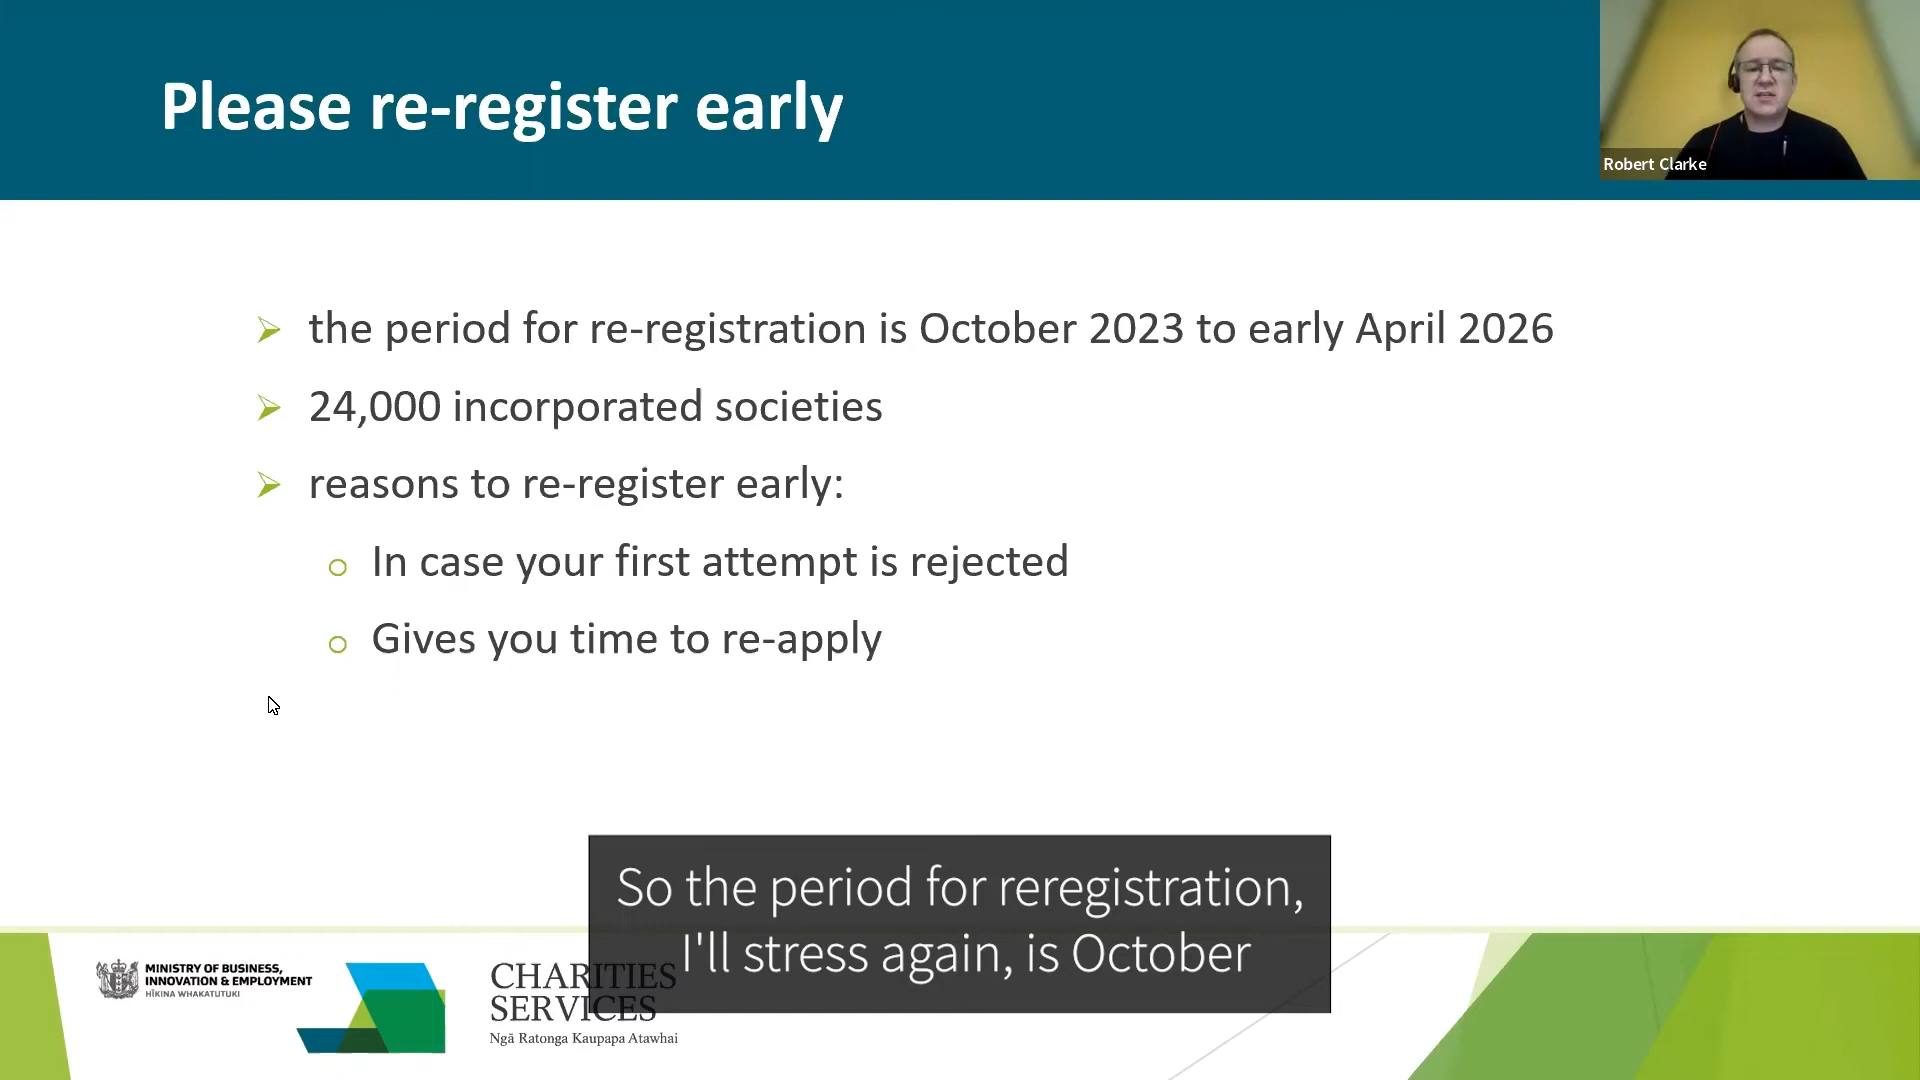 Please re-register early
Robert Clarke
the period for re-registration is October 2023 to early April 2026
24,000 incorporated societies
reasons to re-register early:
In case your first attempt is rejected
Gives you time to re-apply
So the period for reregistration,
I'll stress again, is October
MINISTRY OF BUSINESS,
INNOVATION & EMPLOYMENT
HĪKINA WHAKATUTUKI
CHARITIES
SERVICES
Ngā Ratonga Kaupapa Atawhai